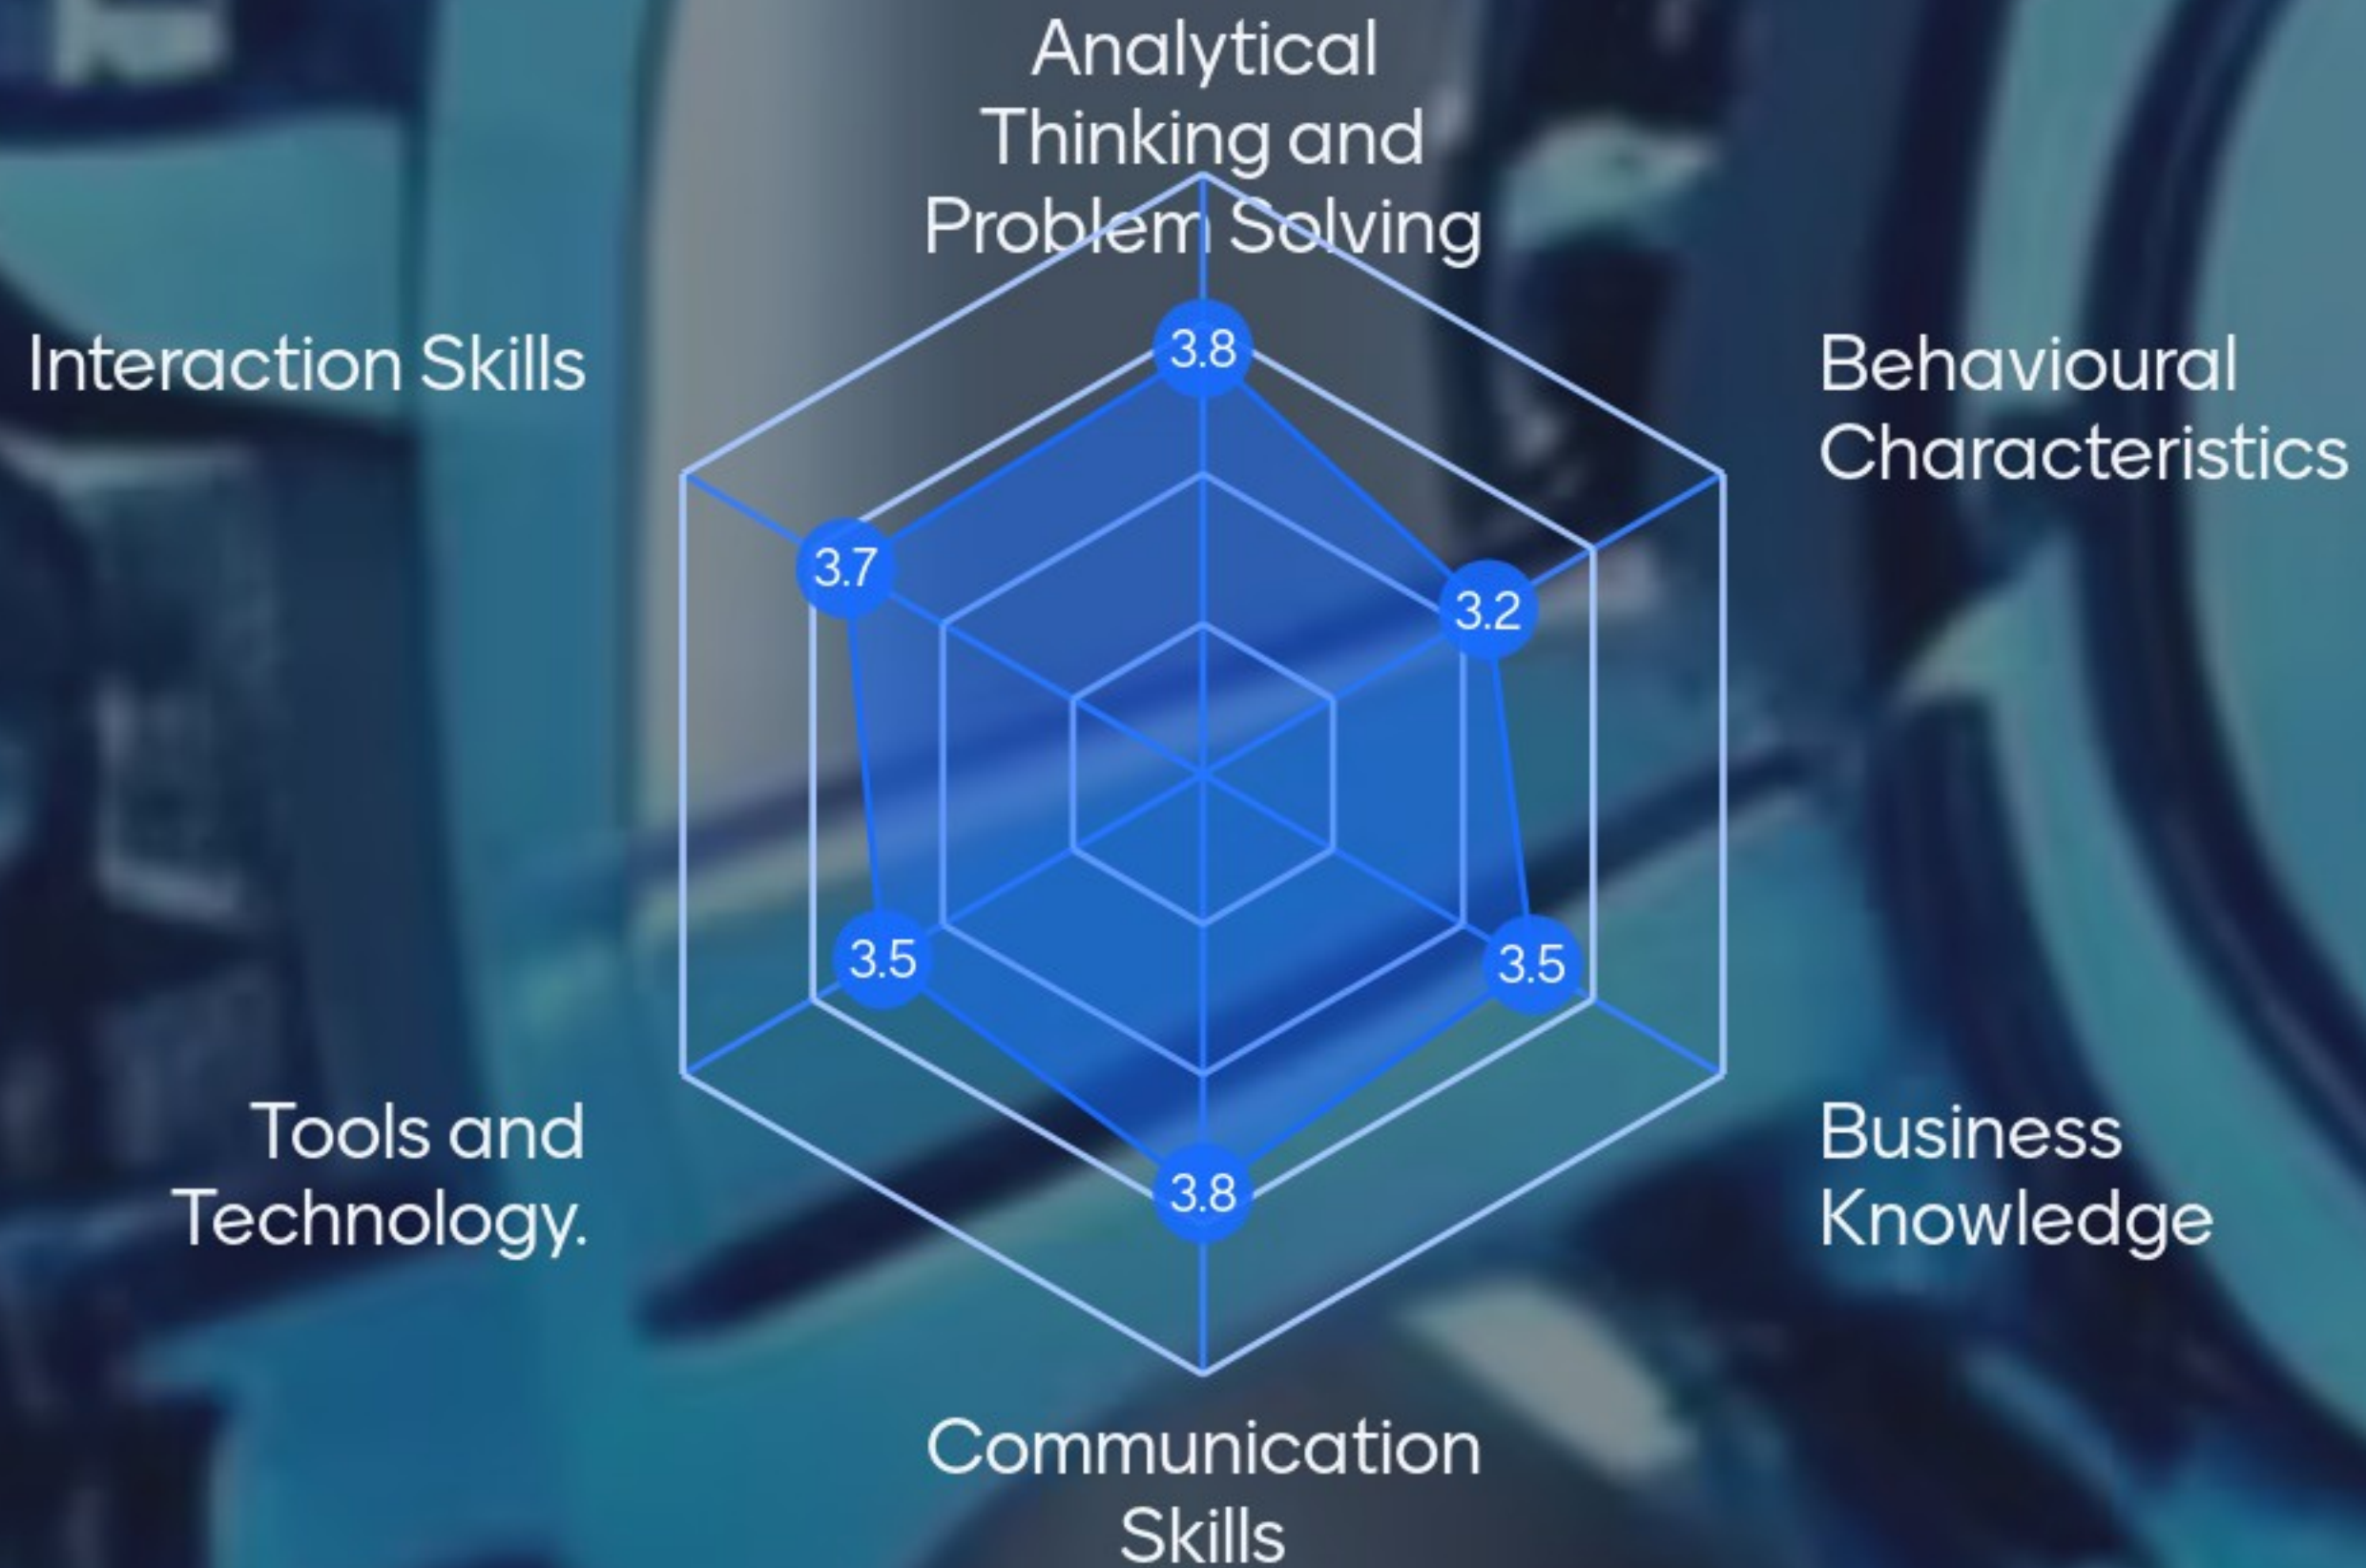 Analytical
Thinking and
Problem Solving
Interaction Skills
Behavioural
Characteristics
3.8
3.7
3.2
3.5
3.5
3.8
Tools and
Technology.
Business
Knowledge
Communication
Skills